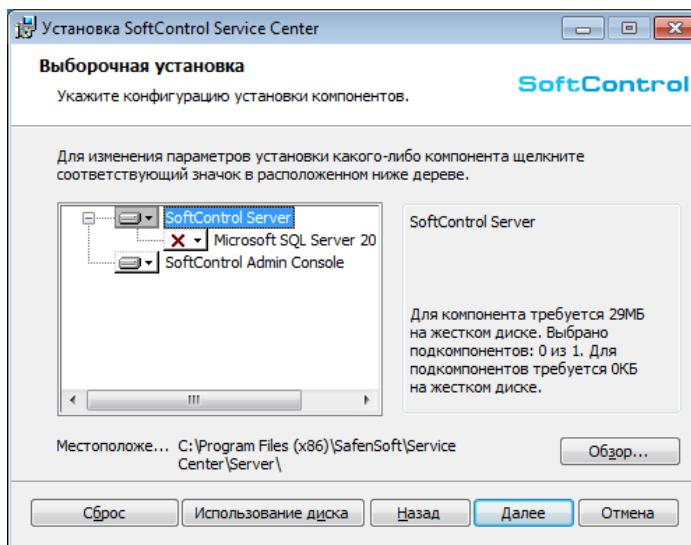 Установка SoftControl Service Center
Выборочная установка
Укажите конфигурацию установки компонентов.
SoftControl
Для изменения параметров установки какого-либо компонента щелкните
соответствующий значок в расположенном ниже дереве.
SoftControl Server
Microsoft SQL Server 20
SoftControl Admin Console
SoftControl Server
Для компонента требуется 29МБ
на жестком диске. Выбрано
подкомпонентов: 0 из 1. Для
подкомпонентов требуется 0КБ
на жестком диске.
Местоположе... C:\Program Files (x86)\SafenSoft\Service
Center\Server\
Обзор...
Сброс
Использование диска
Назад
Далее
Отмена